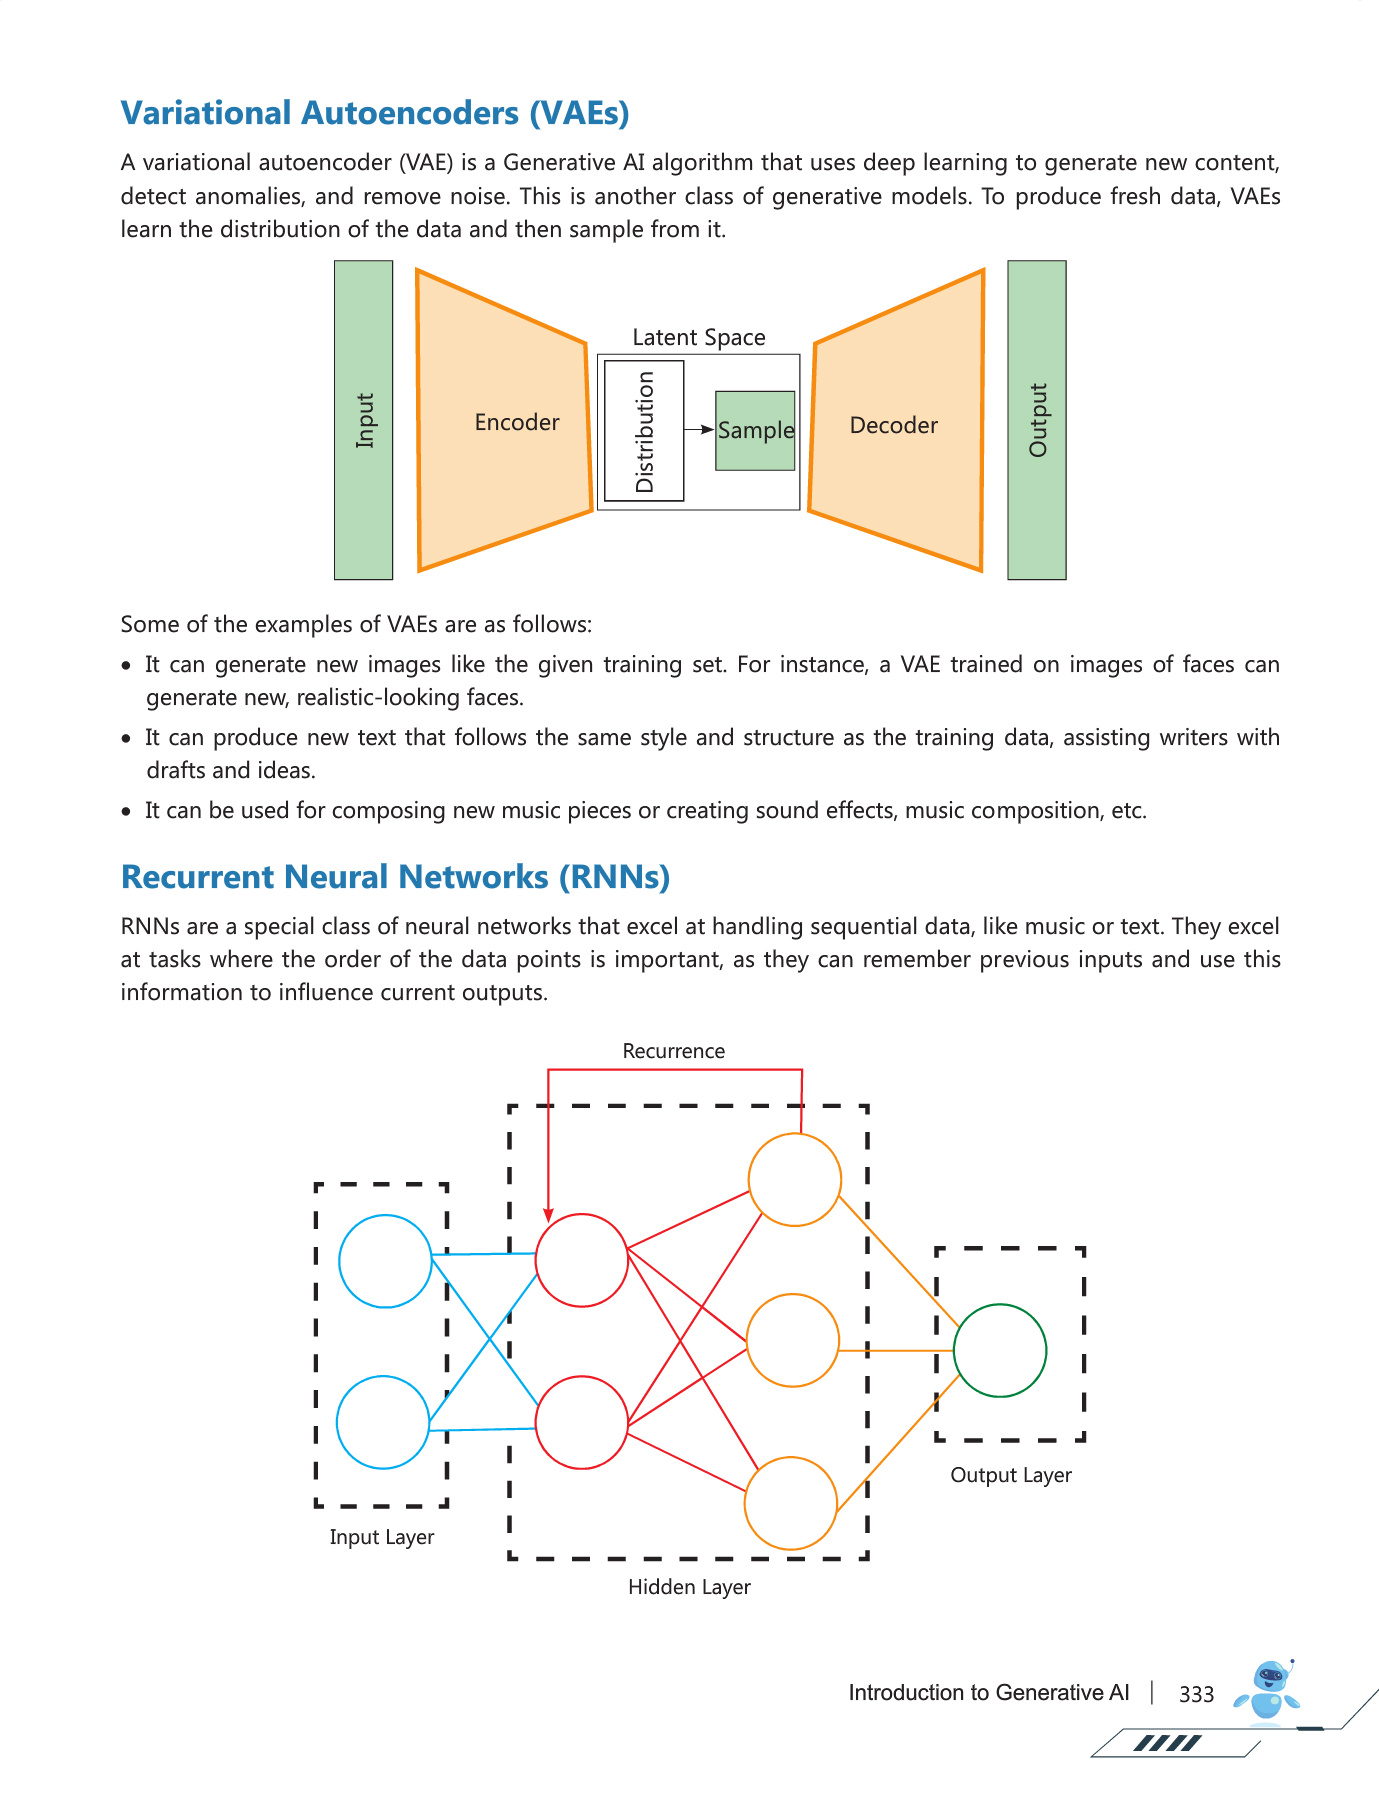 Variational Autoencoders (VAEs)
A variational autoencoder (VAE) is a Generative AI algorithm that uses deep learning to generate new content,
detect anomalies, and remove noise. This is another class of generative models. To produce fresh data, VAEs
learn the distribution of the data and then sample from it.
Input
Encoder
Latent Space
Distribution
Sample
Decoder
Output
Some of the examples of VAEs are as follows:
• It can generate new images like the given training set. For instance, a VAE trained on images of faces can
generate new, realistic-looking faces.
• It can produce new text that follows the same style and structure as the training data, assisting writers with
drafts and ideas.
• It can be used for composing new music pieces or creating sound effects, music composition, etc.
Recurrent Neural Networks (RNNs)
RNNs are a special class of neural networks that excel at handling sequential data, like music or text. They excel
at tasks where the order of the data points is important, as they can remember previous inputs and use this
information to influence current outputs.
Recurrence
Input Layer
Hidden Layer
Output Layer
Introduction to Generative AI | 333